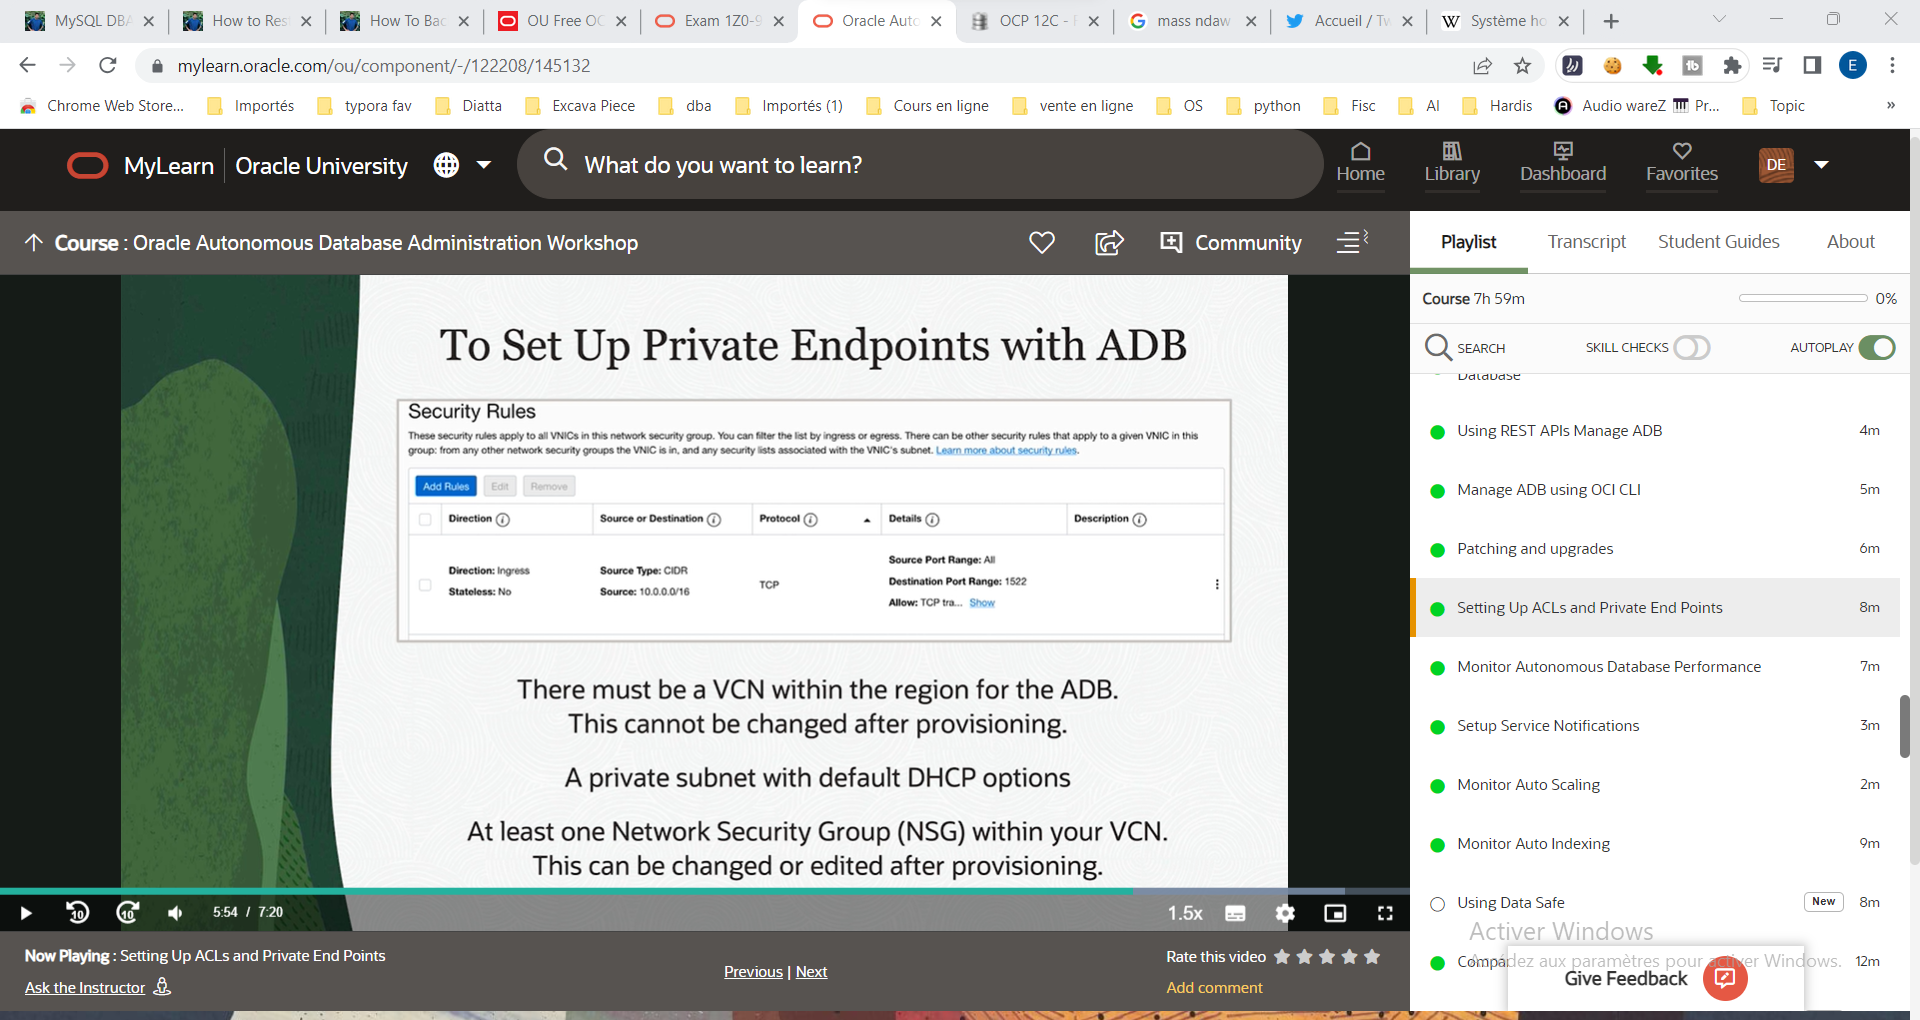 MySQL DBA
How to Res
How To Bac
OU Free OC
Exam 1Z0-9
Oracle Auto
OCP 12C - F
mass ndaw
Accueil / Tw
Système ho
mylearn.oracle.com/ou/component/-/122208/145132
E
Chrome Web Store...
Importés
typora fav
Diatta
Excava Piece
dba
Importés (1)
Cours en ligne
vente en ligne
OS
python
Fisc
AI
Hardis
Audio wareZ
Pr...
Topic
»
MyLearn
Oracle University
What do you want to learn?
Home
Library
Dashboard
Favorites
DE
Course : Oracle Autonomous Database Administration Workshop
Community
Playlist
Transcript
Student Guides
About
Course 7h 59m
0%
SEARCH
SKILL CHECKS
AUTOPLAY
Database
Using REST APIs Manage ADB 4m
Manage ADB using OCI CLI 5m
Patching and upgrades 6m
Setting Up ACLs and Private End Points 8m
Monitor Autonomous Database Performance 7m
Setup Service Notifications 3m
Monitor Auto Scaling 2m
Monitor Auto Indexing 9m
Using Data Safe New 8m
Activer Windows
Compa
dez aux paramètres pour activer Windows.
12m
Give Feedback
To Set Up Private Endpoints with ADB
Security Rules
These security rules apply to all VNICs in this network security group. You can filter the list by ingress or egress. There can be other security rules that apply to a given VNIC in this
group: from any other network security groups the VNIC is in, and any security lists associated with the VNIC's subnet. Learn more about security rules.
Add Rules Edit Remove
Direction Source or Destination Protocol Details Description
Direction: Ingress
Stateless: No
Source Type: CIDR
Source: 10.0.0.0/16
TCP
Source Port Range: All
Destination Port Range: 1522
Allow: TCP tra... Show
There must be a VCN within the region for the ADB.
This cannot be changed after provisioning.
A private subnet with default DHCP options
At least one Network Security Group (NSG) within your VCN.
This can be changed or edited after provisioning.
10
10
5:54 / 7:20
1.5x
Now Playing : Setting Up ACLs and Private End Points
Ask the Instructor
Previous | Next
Rate this video
Add comment